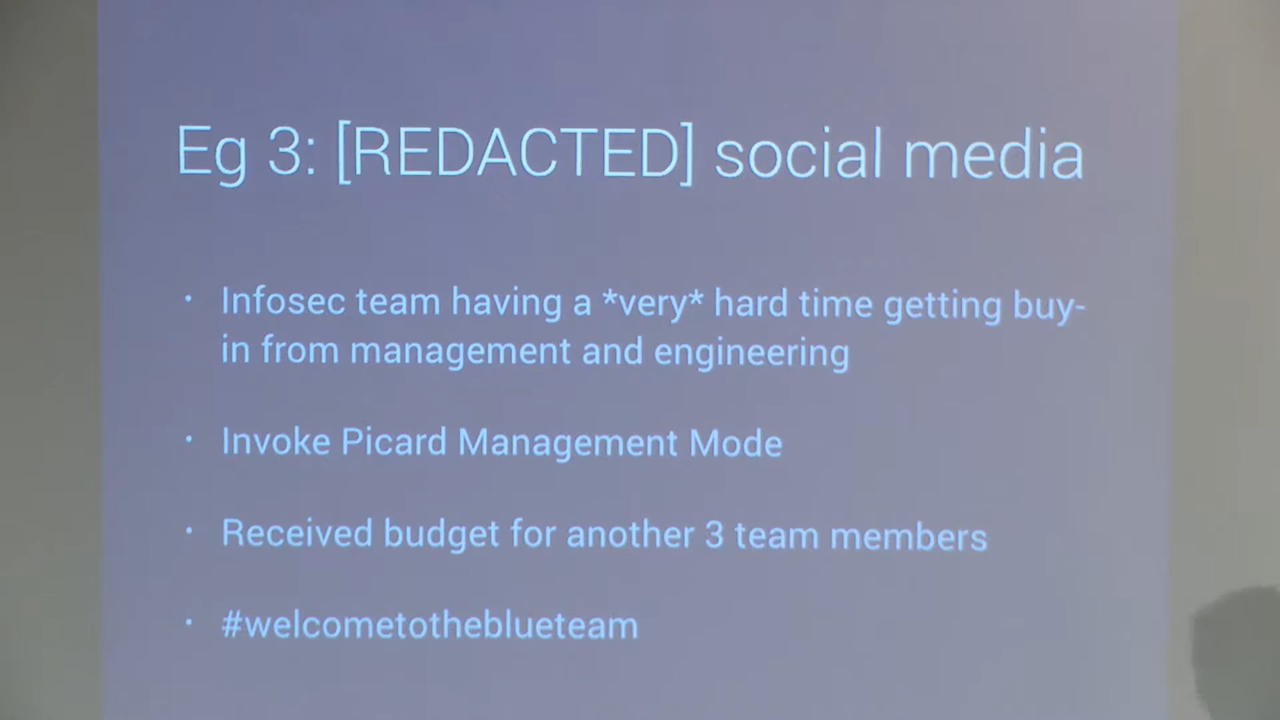 Eg 3: [REDACTED] social media
· Infosec team having a *very* hard time getting buy-
in from management and engineering
· Invoke Picard Management Mode
· Received budget for another 3 team members
· #welcometotheblueteam